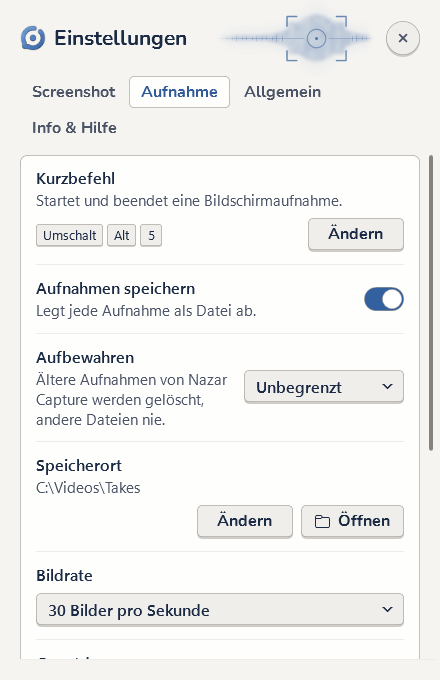 Einstellungen
Screenshot Aufnahme Allgemein
Info & Hilfe
Kurzbefehl
Startet und beendet eine Bildschirmaufnahme.
Umschalt Alt 5 Ändern
Aufnahmen speichern
Legt jede Aufnahme als Datei ab.
Aufbewahren
Ältere Aufnahmen von Nazar
Capture werden gelöscht,
andere Dateien nie.
Unbegrenzt
Speicherort
C:\Videos\Takes
Ändern Öffnen
Bildrate
30 Bilder pro Sekunde